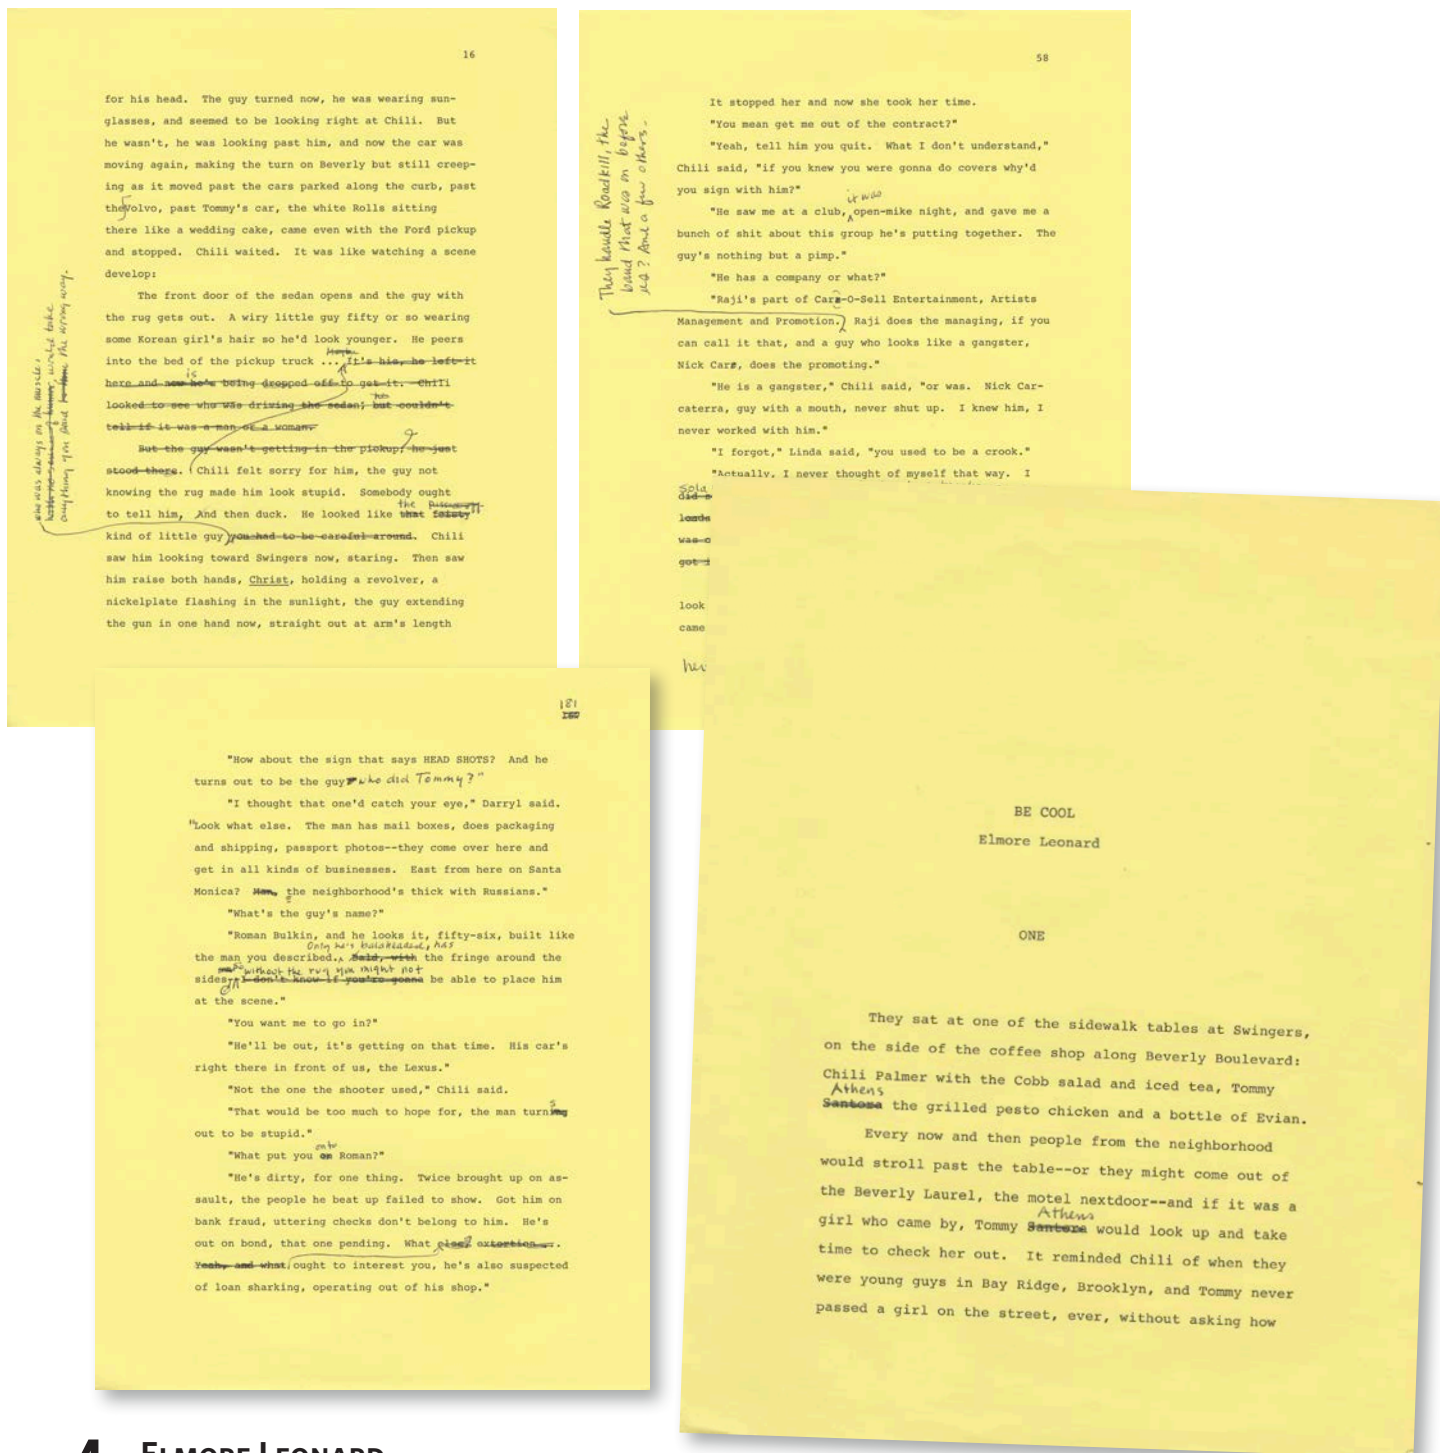 16
for his head. The guy turned now, he was wearing sun-
glasses, and seemed to be looking right at Chili. But
he wasn't, he was looking past him, and now the car was
moving again, making the turn on Beverly but still creep-
ing as it moved past the cars parked along the curb, past
theVolvo, past Tommy's car, the white Rolls sitting
there like a wedding cake, came even with the Ford pickup
and stopped. Chili waited. It was like watching a scene
develop:
The front door of the sedan opens and the guy with
the rug gets out. A wiry little guy fifty or so wearing
some Korean girl's hair so he'd look younger. He peers
into the bed of the pickup truck ... It's his, he left it
is
here and now he's being dropped off to get it. Chili
looked to see who was driving the sedan, but couldn't
tell if it was a man or a woman.
But the guy wasn't getting in the pickup, he just
stood there. Chili felt sorry for him, the guy not
knowing the rug made him look stupid. Somebody ought
the
to tell him, And then duck. He looked like that feisty
kind of little guy you had to be careful around. Chili
saw him looking toward Swingers now, staring. Then saw
him raise both hands, Christ, holding a revolver, a
nickelplate flashing in the sunlight, the guy extending
the gun in one hand now, straight out at arm's length
who was always on the muscle,
would take
anything you said the wrong way.
58
They handle Roadkill, the
band that was on before
us? And a few others.
It stopped her and now she took her time.
"You mean get me out of the contract?"
"Yeah, tell him you quit. What I don't understand,"
Chili said, "if you knew you were gonna do covers why'd
you sign with him?"
it was
"He saw me at a club, open-mike night, and gave me a
bunch of shit about this group he's putting together. The
guy's nothing but a pimp."
"He has a company or what?"
"Raji's part of Car-O-Sell Entertainment, Artists
Management and Promotion. Raji does the managing, if you
can call it that, and a guy who looks like a gangster,
Nick Car, does the promoting."
"He is a gangster," Chili said, "or was. Nick Car-
caterra, guy with a mouth, never shut up. I knew him, I
never worked with him."
"I forgot," Linda said, "you used to be a crook."
"Actually, I never thought of myself that way. I
sola
did
was
got
look
came
181
"How about the sign that says HEAD SHOTS? And he
turns out to be the guy who did Tommy?"
"I thought that one'd catch your eye," Darryl said.
"Look what else. The man has mail boxes, does packaging
and shipping, passport photos--they come over here and
get in all kinds of businesses. East from here on Santa
Monica? Man, the neighborhood's thick with Russians."
"What's the guy's name?"
"Roman Bulkin, and he looks it, fifty-six, built like
Only he's baldheaded, has
the man you described. Bald, with the fringe around the
without the rug you might not
sides--I don't know if you're gonna be able to place him
at the scene."
"You want me to go in?"
"He'll be out, it's getting on that time. His car's
right there in front of us, the Lexus."
"Not the one the shooter used," Chili said.
s
"That would be too much to hope for, the man turning
out to be stupid."
onto
"What put you on Roman?"
"He's dirty, for one thing. Twice brought up on as-
sault, the people he beat up failed to show. Got him on
bank fraud, uttering checks don't belong to him. He's
out on bond, that one pending. What else? extortion ...
Yeah, and what ought to interest you, he's also suspected
of loan sharking, operating out of his shop."
BE COOL
Elmore Leonard
ONE
They sat at one of the sidewalk tables at Swingers,
on the side of the coffee shop along Beverly Boulevard:
Chili Palmer with the Cobb salad and iced tea, Tommy
Athens
Santora the grilled pesto chicken and a bottle of Evian.
Every now and then people from the neighborhood
would stroll past the table--or they might come out of
the Beverly Laurel, the motel nextdoor--and if it was a
Athens
girl who came by, Tommy Santora would look up and take
time to check her out. It reminded Chili of when they
were young guys in Bay Ridge, Brooklyn, and Tommy never
passed a girl on the street, ever, without asking how
4 ELMORE LEONARD